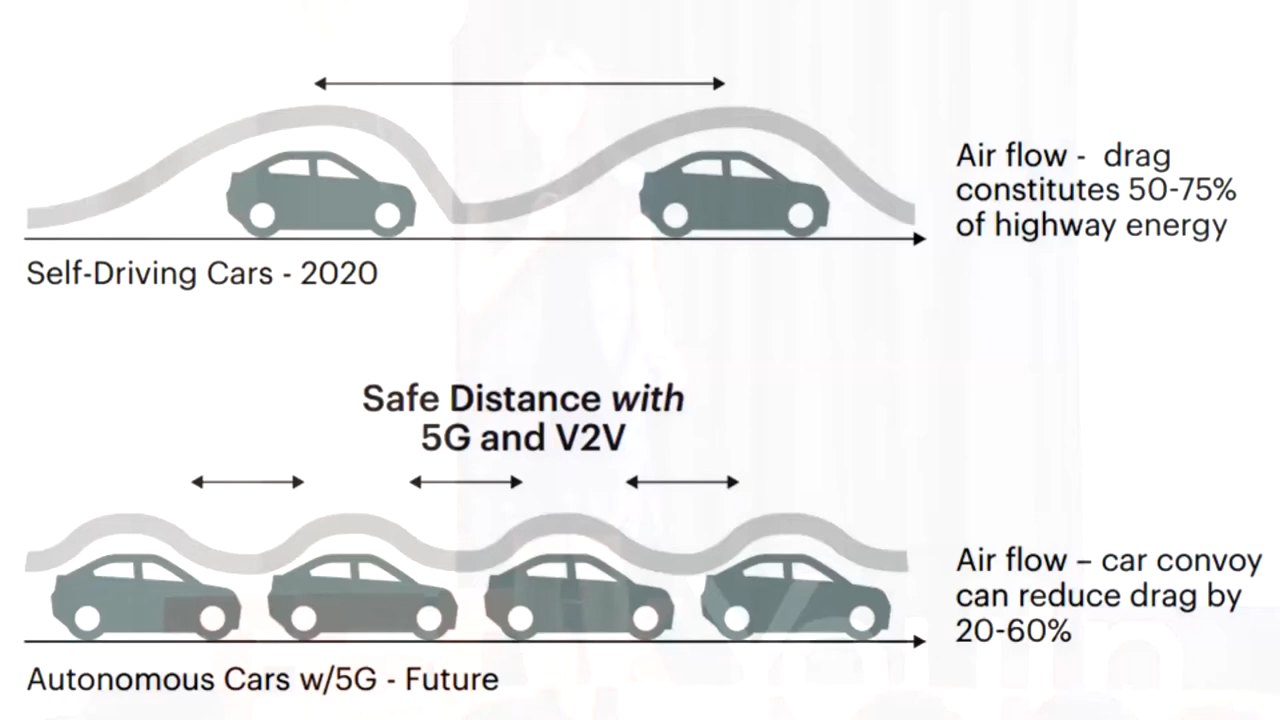 Air flow -  drag
constitutes 50-75%
of highway energy
Self-Driving Cars - 2020
Safe Distance with
5G and V2V
Air flow – car convoy
can reduce drag by
20-60%
Autonomous Cars w/5G - Future